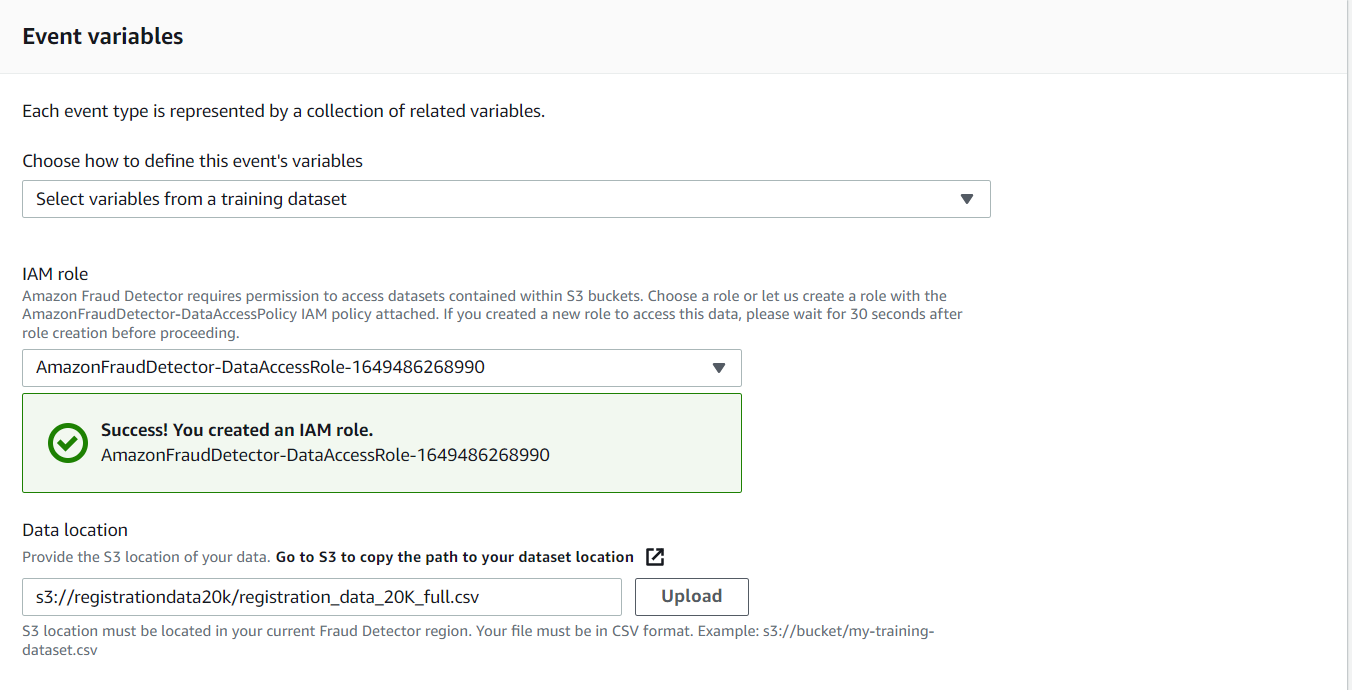 Event variables
Each event type is represented by a collection of related variables.
Choose how to define this event's variables
Select variables from a training dataset
IAM role
Amazon Fraud Detector requires permission to access datasets contained within S3 buckets. Choose a role or let us create a role with the
AmazonFraudDetector-DataAccessPolicy IAM policy attached. If you created a new role to access this data, please wait for 30 seconds after
role creation before proceeding.
AmazonFraudDetector-DataAccessRole-1649486268990
Success! You created an IAM role.
AmazonFraudDetector-DataAccessRole-1649486268990
Data location
Provide the S3 location of your data. Go to S3 to copy the path to your dataset location
s3://registrationdata20k/registration_data_20K_full.csv
Upload
S3 location must be located in your current Fraud Detector region. Your file must be in CSV format. Example: s3://bucket/my-training-
dataset.csv